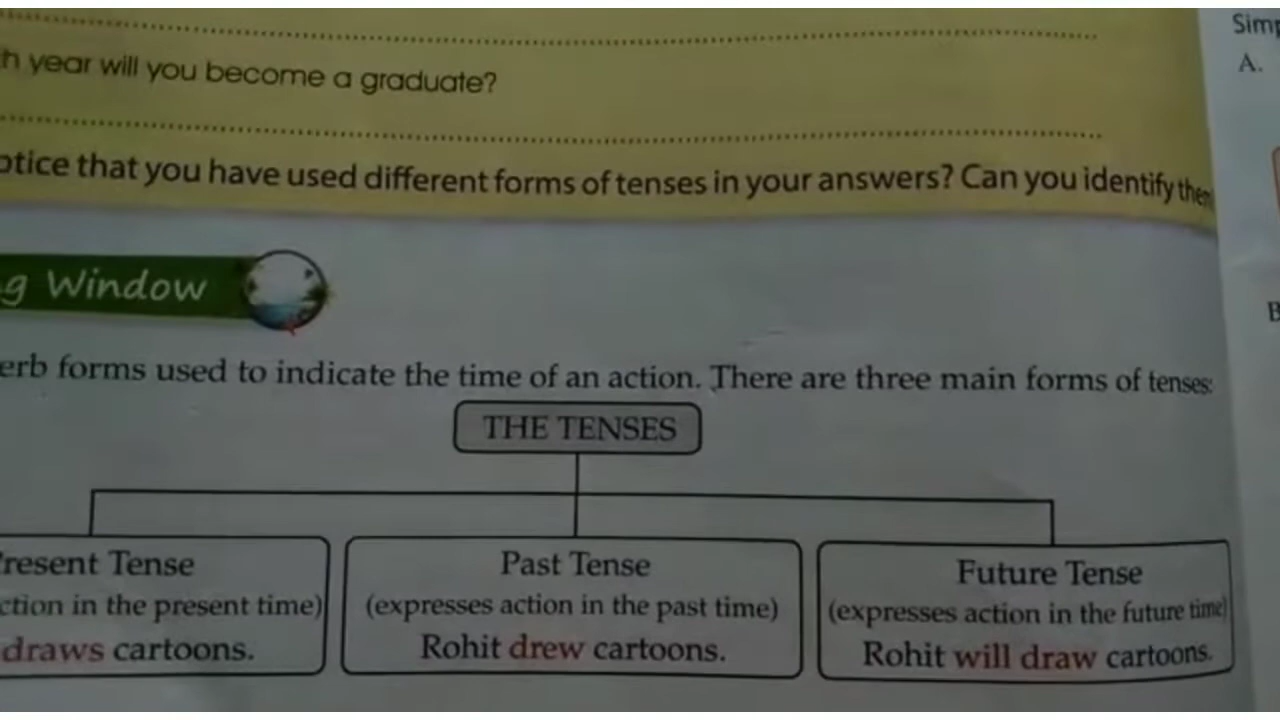 Simp
A.
h year will you become a graduate?
otice that you have used different forms of tenses in your answers? Can you identify them
g Window
B
erb forms used to indicate the time of an action. There are three main forms of tenses:
THE TENSES
Present Tense
ction in the present time)
draws cartoons.
Past Tense
(expresses action in the past time)
Rohit drew cartoons.
Future Tense
(expresses action in the future time)
Rohit will draw cartoons.